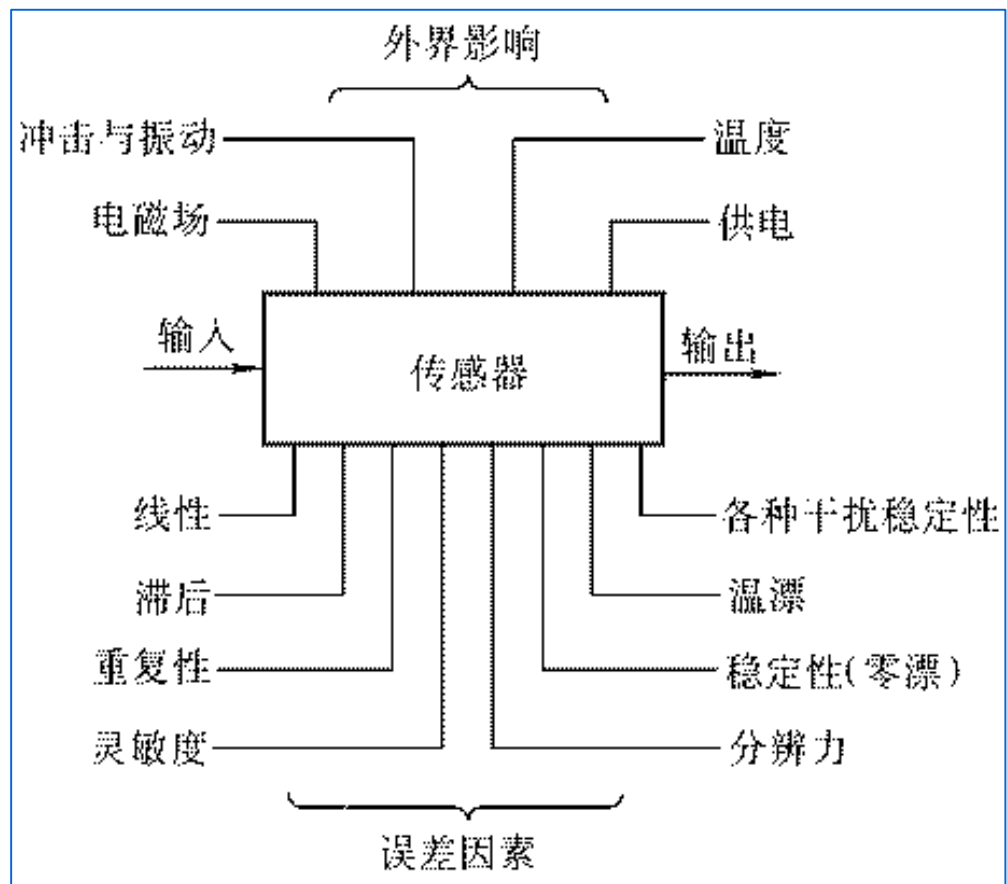 外界影响
冲击与振动
温度
电磁场
供电
输入
传感器
输出
线性
各种干扰稳定性
滞后
温漂
重复性
稳定性(零漂)
灵敏度
分辨力
误差因素